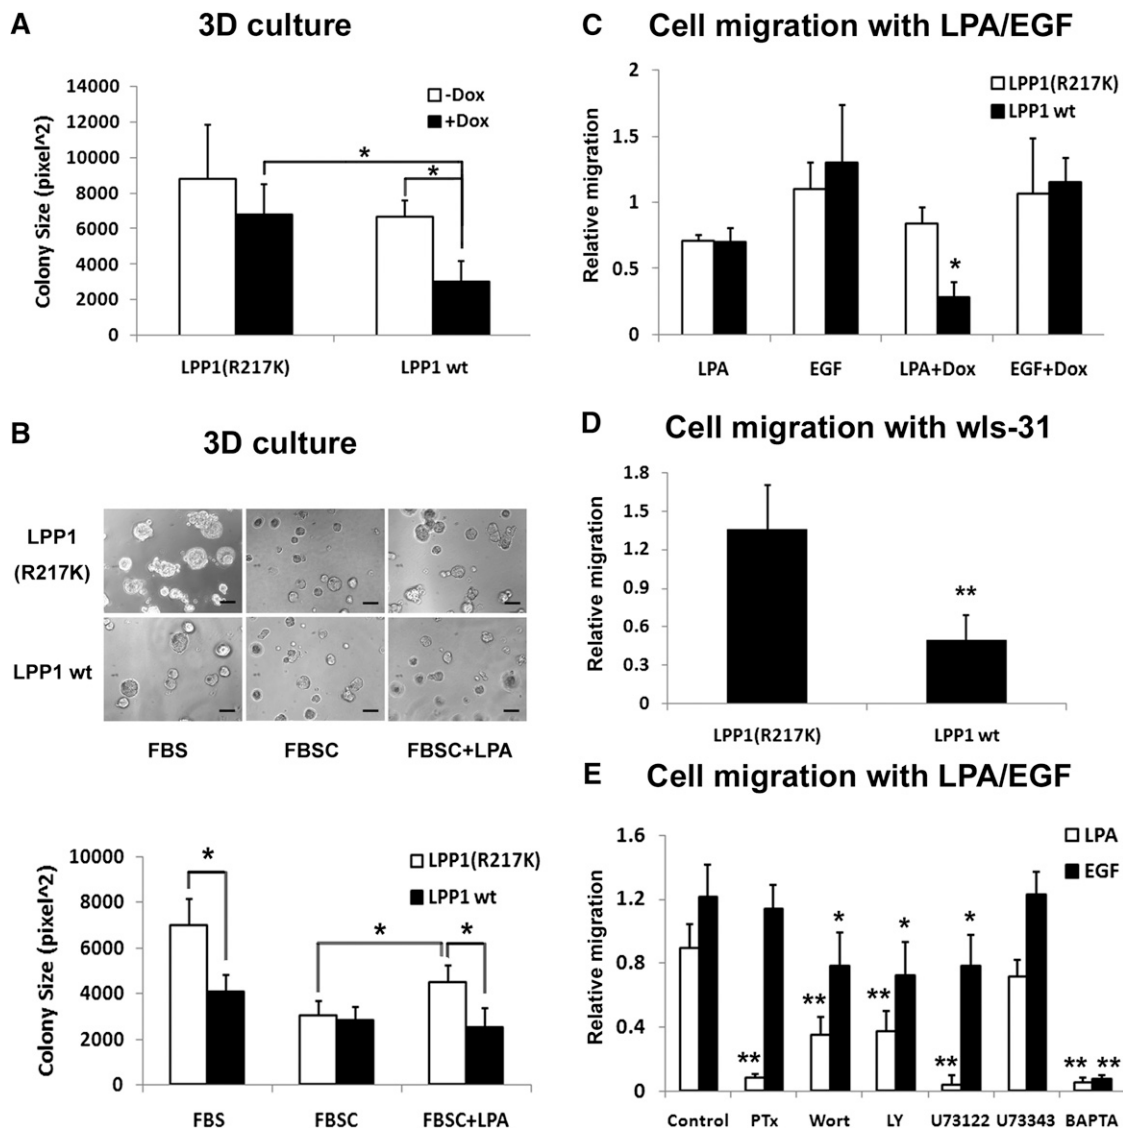 A
3D culture
Colony Size (pixel^2)
14000
12000
10000
8000
6000
4000
2000
0
-Dox
+Dox
*
*
LPP1(R217K)
LPP1 wt
B
3D culture
LPP1
(R217K)
LPP1 wt
FBS
FBSC
FBSC+LPA
Colony Size (pixel^2)
10000
8000
6000
4000
2000
0
LPP1(R217K)
LPP1 wt
*
*
*
FBS
FBSC
FBSC+LPA
C
Cell migration with LPA/EGF
Relative migration
2
1.5
1
0.5
0
LPP1(R217K)
LPP1 wt
*
LPA
EGF
LPA+Dox
EGF+Dox
D
Cell migration with wls-31
Relative migration
1.8
1.5
1.2
0.9
0.6
0.3
0
**
LPP1(R217K)
LPP1 wt
E
Cell migration with LPA/EGF
Relative migration
1.6
1.2
0.8
0.4
0
LPA
EGF
**
**
*
**
*
**
*
**
**
Control
PTx
Wort
LY
U73122
U73343
BAPTA